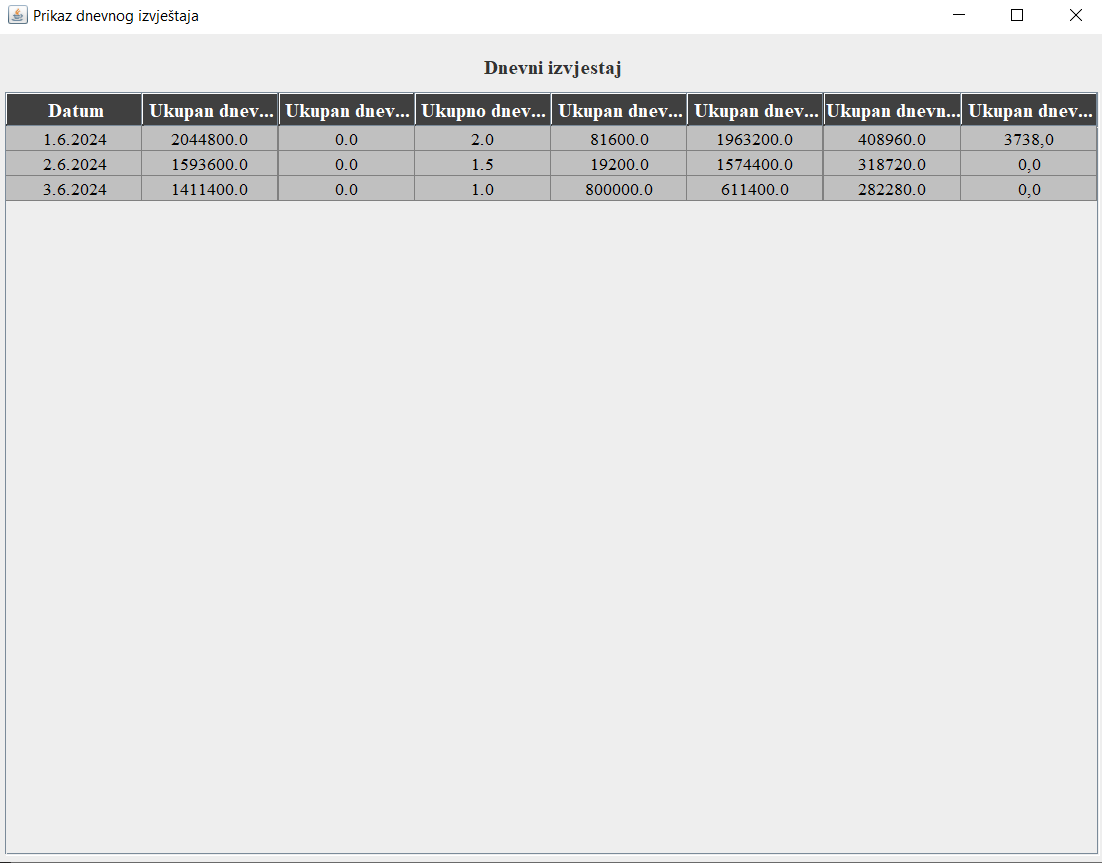 Prikaz dnevnog izvještaja
Dnevni izvjestaj
Datum Ukupan dnev... Ukupan dnev... Ukupno dnev... Ukupan dnev... Ukupan dnev... Ukupan dnevn... Ukupan dnev...
1.6.2024 2044800.0 0.0 2.0 81600.0 1963200.0 408960.0 3738,0
2.6.2024 1593600.0 0.0 1.5 19200.0 1574400.0 318720.0 0,0
3.6.2024 1411400.0 0.0 1.0 800000.0 611400.0 282280.0 0,0